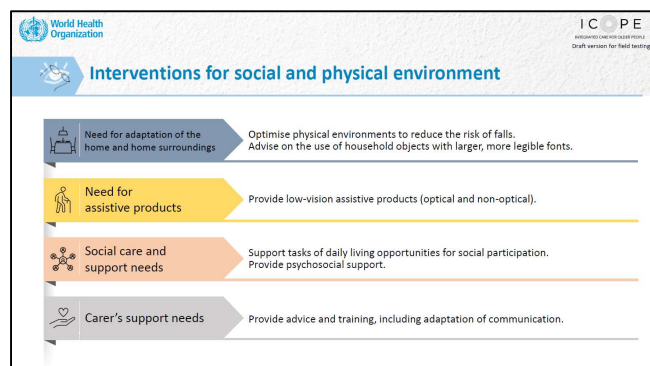 World Health
Organization
ICOPE
INTEGRATED CARE FOR OLDER PEOPLE
Draft version for field testing
Interventions for social and physical environment
Need for adaptation of the
home and home surroundings
Optimise physical environments to reduce the risk of falls.
Advise on the use of household objects with larger, more legible fonts.
Need for
assistive products
Provide low-vision assistive products (optical and non-optical).
Social care and
support needs
Support tasks of daily living opportunities for social participation.
Provide psychosocial support.
Carer's support needs
Provide advice and training, including adaptation of communication.